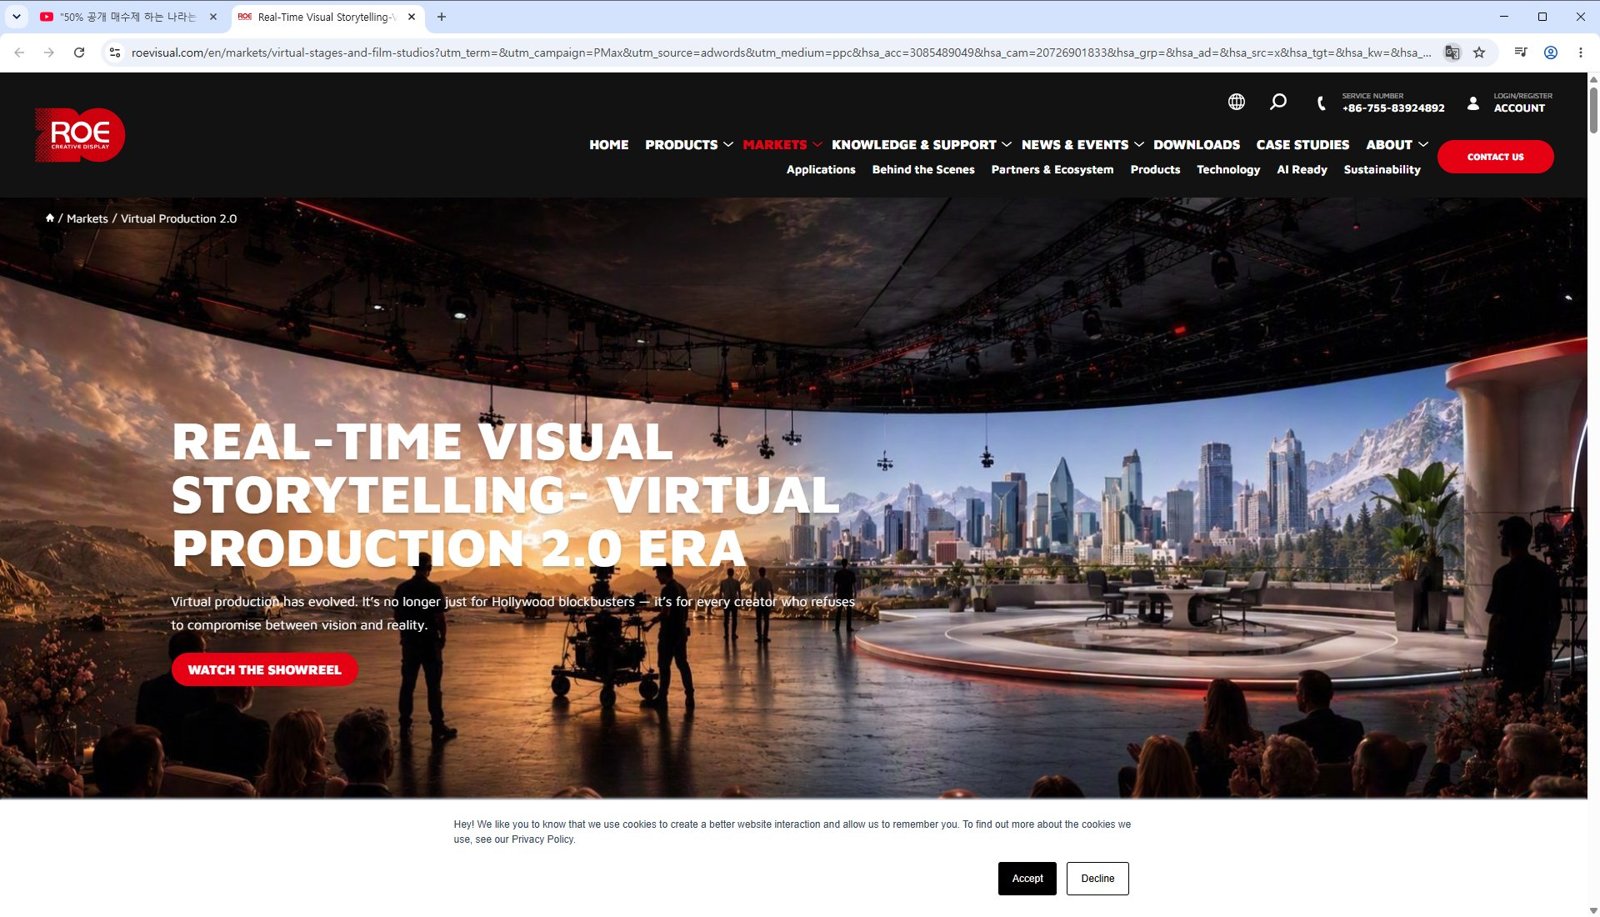 "50% 공개 매수제 하는 나라는
ROE Real-Time Visual Storytelling-V
roevisual.com/en/markets/virtual-stages-and-film-studios?utm_term=&utm_campaign=PMax&utm_source=adwords&utm_medium=ppc&hsa_acc=3085489049&hsa_cam=20726901833&hsa_grp=&hsa_ad=&hsa_src=x&hsa_tgt=&hsa_kw=&hsa_...
SERVICE NUMBER
+86-755-83924892
LOGIN/REGISTER
ACCOUNT
ROE
CREATIVE DISPLAY
HOME PRODUCTS MARKETS KNOWLEDGE & SUPPORT NEWS & EVENTS DOWNLOADS CASE STUDIES ABOUT
CONTACT US
Applications Behind the Scenes Partners & Ecosystem Products Technology AI Ready Sustainability
/ Markets / Virtual Production 2.0
REAL-TIME VISUAL
STORYTELLING- VIRTUAL
PRODUCTION 2.0 ERA
Virtual production has evolved. It's no longer just for Hollywood blockbusters — it's for every creator who refuses
to compromise between vision and reality.
WATCH THE SHOWREEL
Hey! We like you to know that we use cookies to create a better website interaction and allow us to remember you. To find out more about the cookies we
use, see our Privacy Policy.
Accept Decline